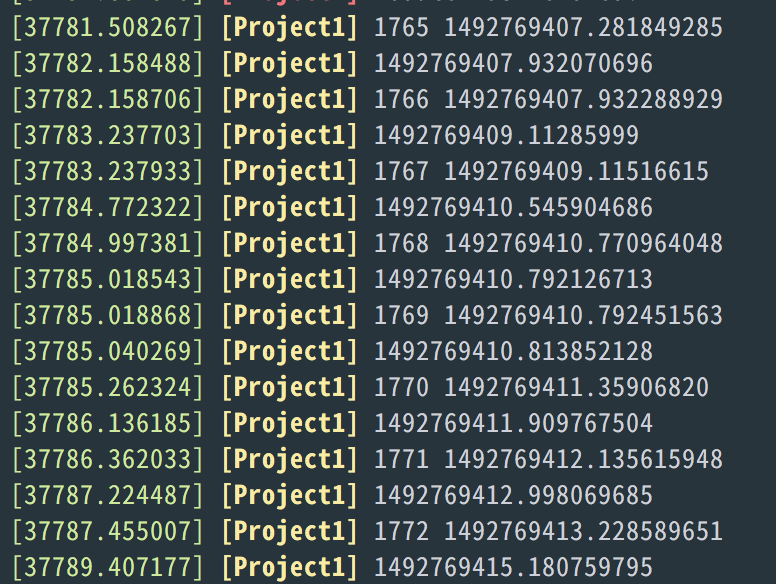 [37781.508267] [Project1] 1765 1492769407.281849285
[37782.158488] [Project1] 1492769407.932070696
[37782.158706] [Project1] 1766 1492769407.932288929
[37783.237703] [Project1] 1492769409.11285999
[37783.237933] [Project1] 1767 1492769409.11516615
[37784.772322] [Project1] 1492769410.545904686
[37784.997381] [Project1] 1768 1492769410.770964048
[37785.018543] [Project1] 1492769410.792126713
[37785.018868] [Project1] 1769 1492769410.792451563
[37785.040269] [Project1] 1492769410.813852128
[37785.262324] [Project1] 1770 1492769411.35906820
[37786.136185] [Project1] 1492769411.909767504
[37786.362033] [Project1] 1771 1492769412.135615948
[37787.224487] [Project1] 1492769412.998069685
[37787.455007] [Project1] 1772 1492769413.228589651
[37789.407177] [Project1] 1492769415.180759795